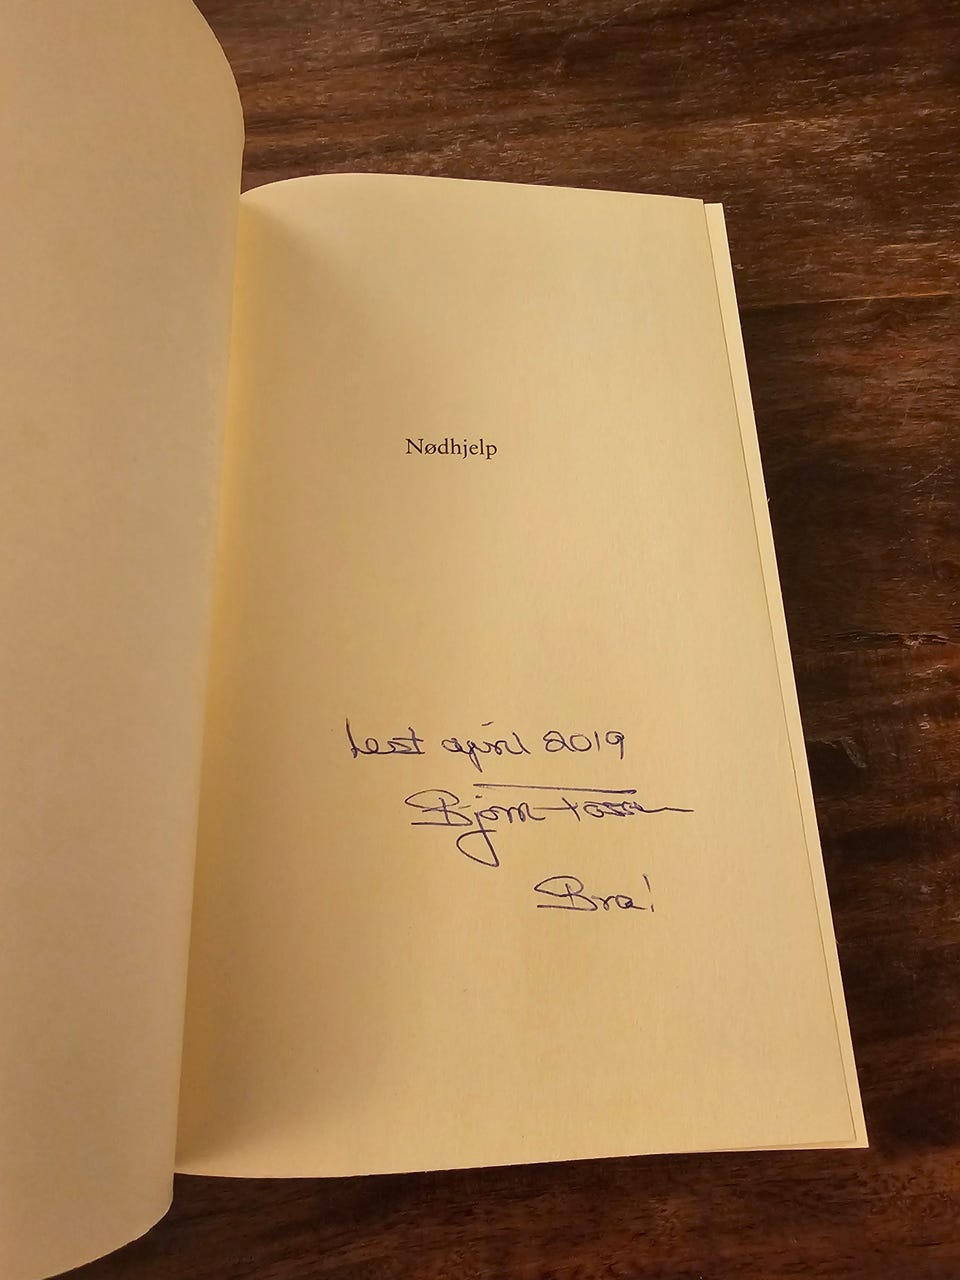 Nødhjelp
Lest april 2019
Bjørn
Bra!